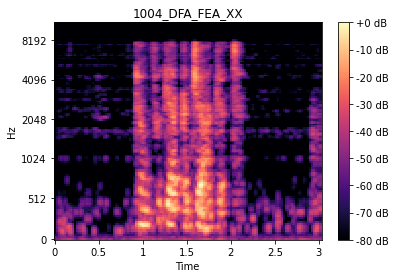 1004_DFA_FEA_XX
8192
4096
2048
1024
512
0
Hz
0 0.5 1 1.5 2 2.5 3
Time
+0 dB
-10 dB
-20 dB
-30 dB
-40 dB
-50 dB
-60 dB
-70 dB
-80 dB